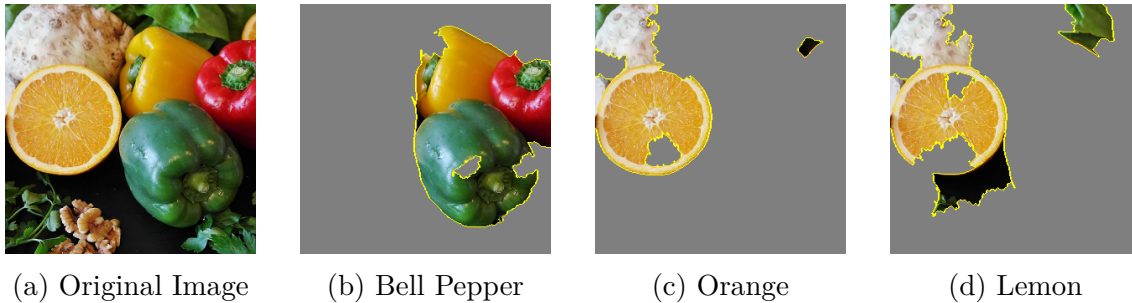 (a) Original Image
(b) Bell Pepper
(c) Orange
(d) Lemon